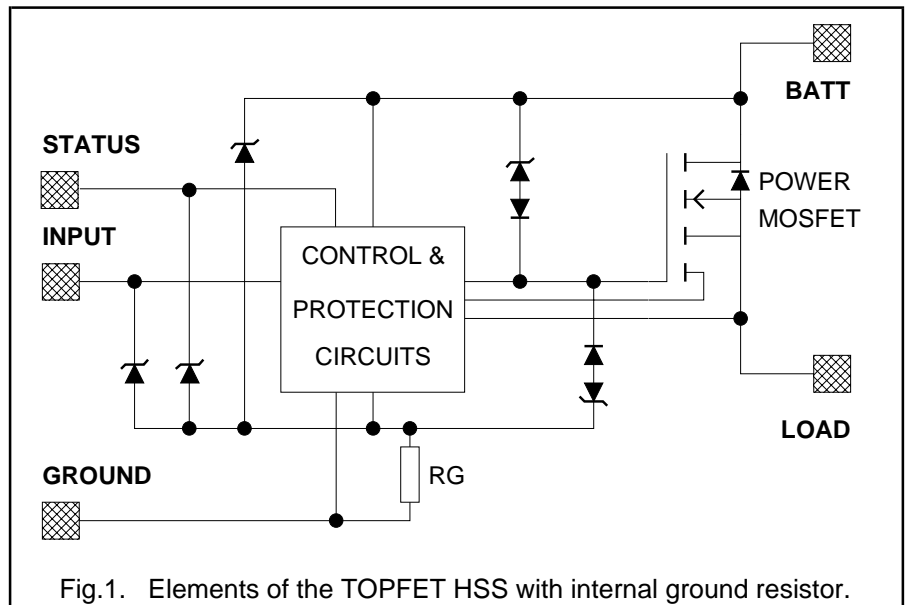 BATT
STATUS
POWER
MOSFET
INPUT
CONTROL &
PROTECTION
CIRCUITS
LOAD
GROUND
RG
Fig.1. Elements of the TOPFET HSS with internal ground resistor.